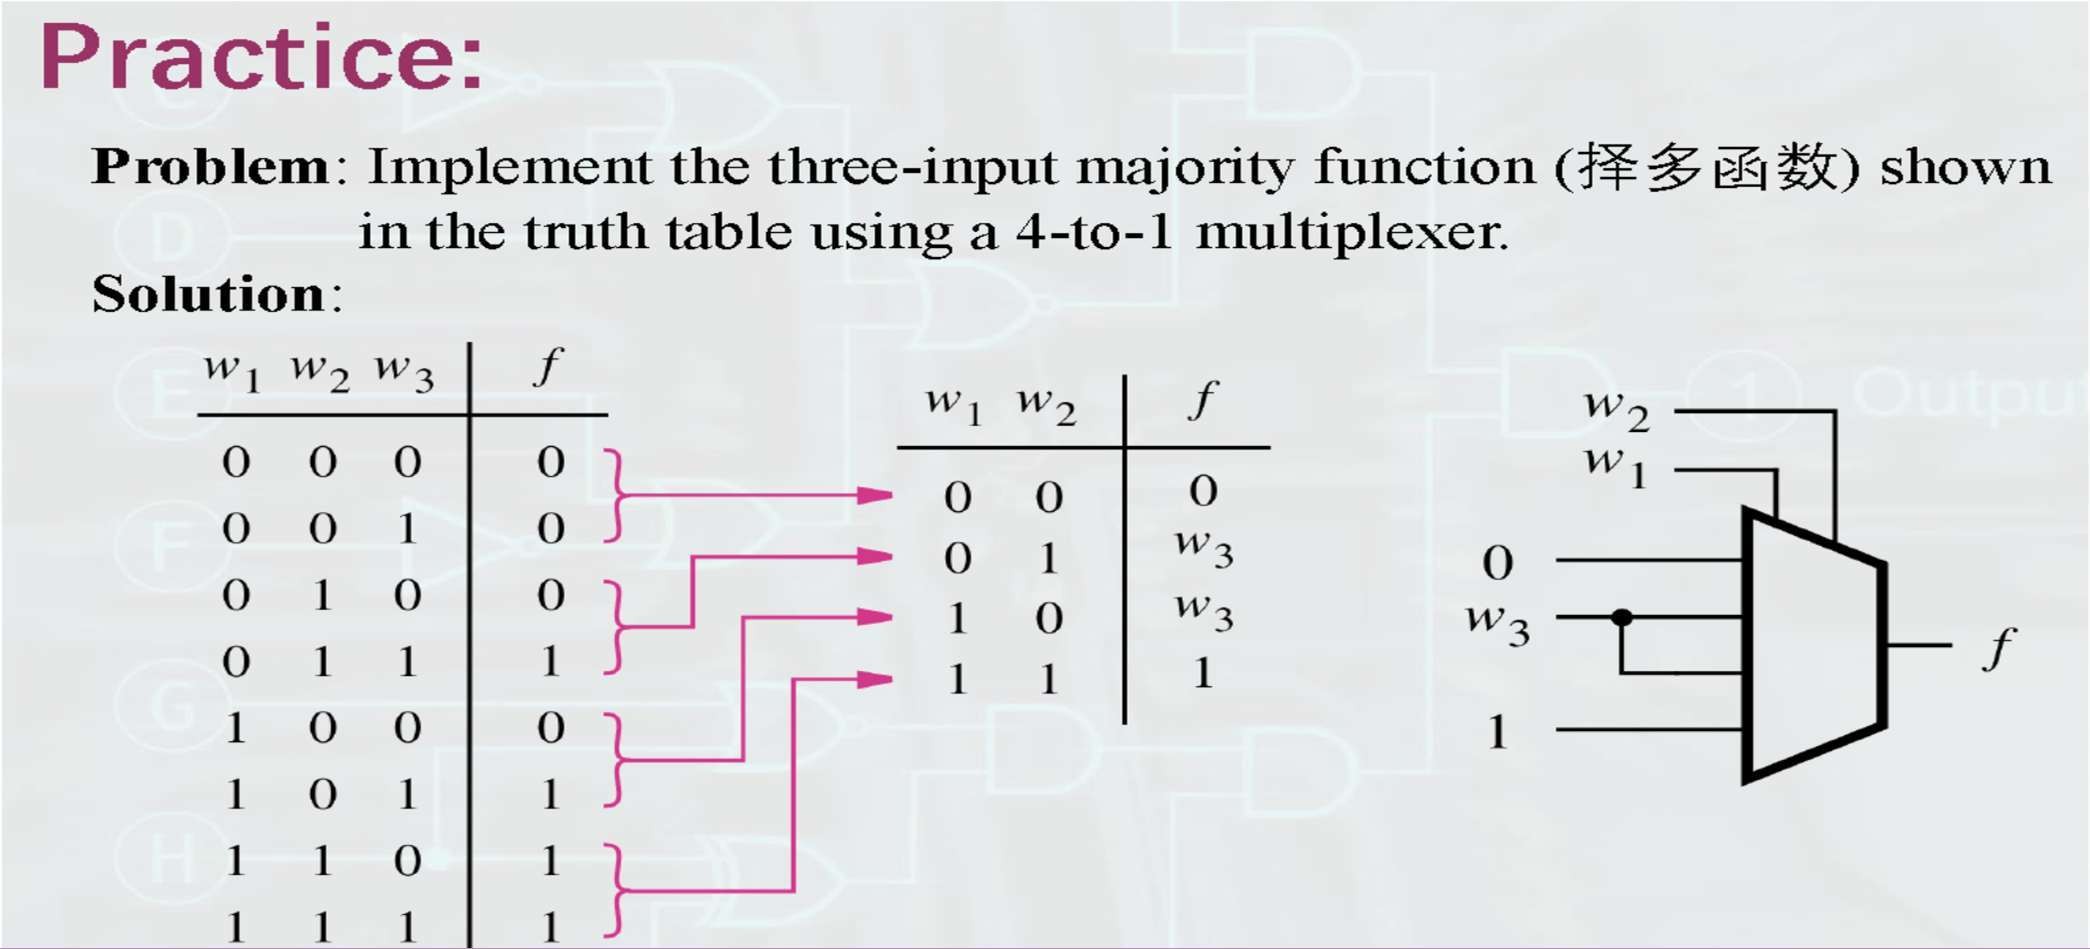 Practice:
Problem: Implement the three-input majority function (择多函数) shown
in the truth table using a 4-to-1 multiplexer.
Solution:
w1 w2 w3 f
0 0 0 0
0 0 1 0
0 1 0 0
0 1 1 1
1 0 0 0
1 0 1 1
1 1 0 1
1 1 1 1
w1 w2 f
0 0 0
0 1 w3
1 0 w3
1 1 1
w2
w1
0
w3
1
f
C
D
E
F
G
H
1 Output